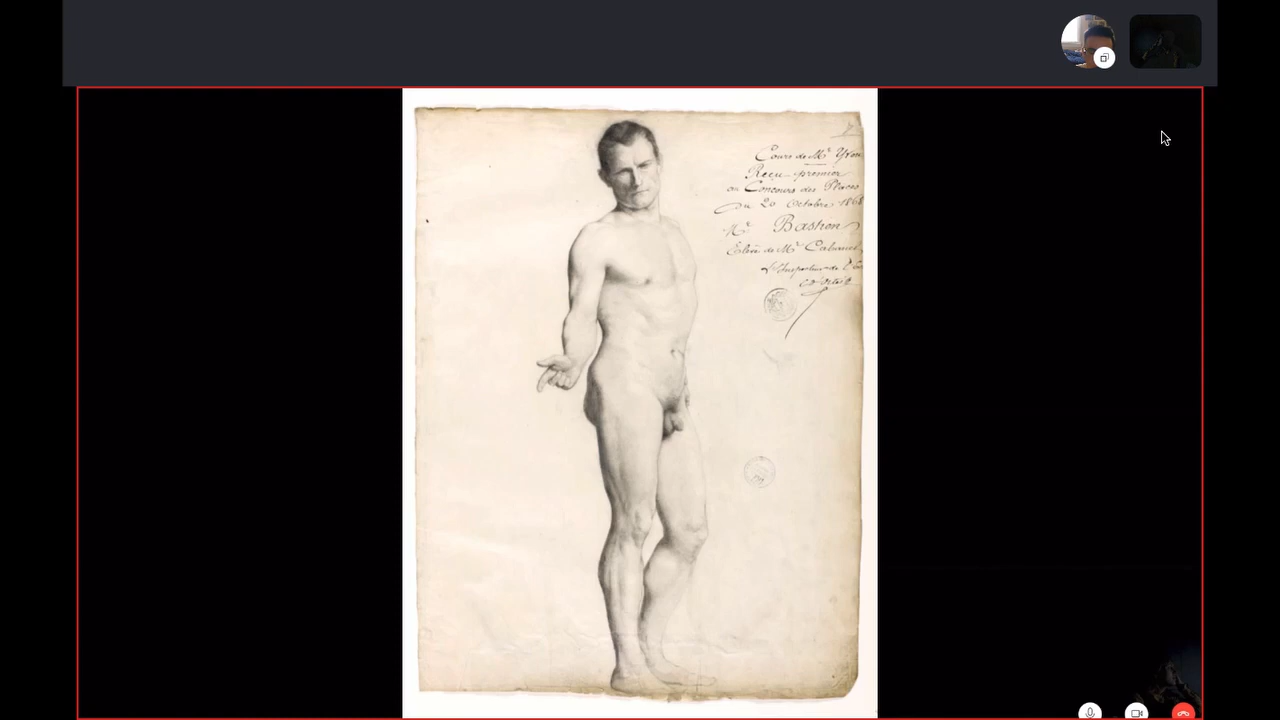 Cours de Mr Yvon
Reçu premier
au Concours des Places
Du 20 Octobre 1868
Mr Bastien
Elève de Mr Cabanel
L'Inspecteur de l'